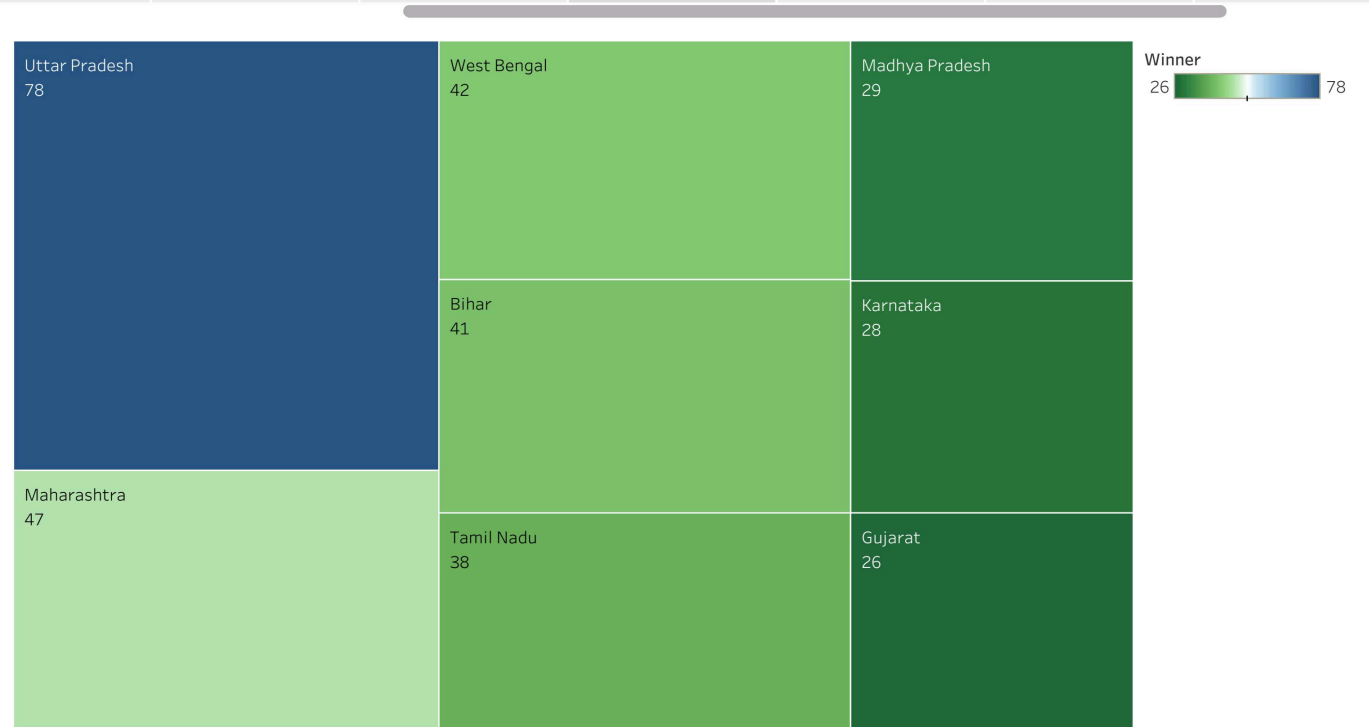 Uttar Pradesh
78
Maharashtra
47
West Bengal
42
Bihar
41
Tamil Nadu
38
Madhya Pradesh
29
Karnataka
28
Gujarat
26
Winner
26 78